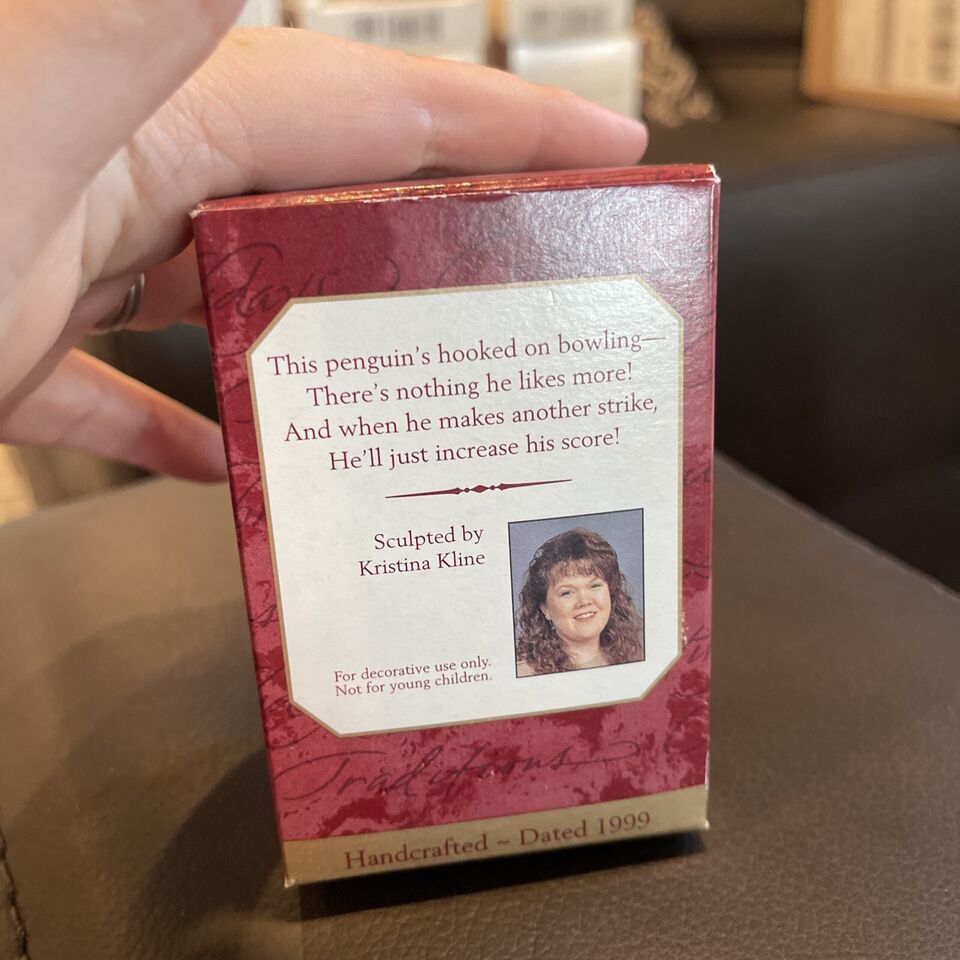 This penguin's hooked on bowling—
There's nothing he likes more!
And when he makes another strike,
He'll just increase his score!
Sculpted by
Kristina Kline
For decorative use only.
Not for young children.
Traditions
Handcrafted ~ Dated 1999